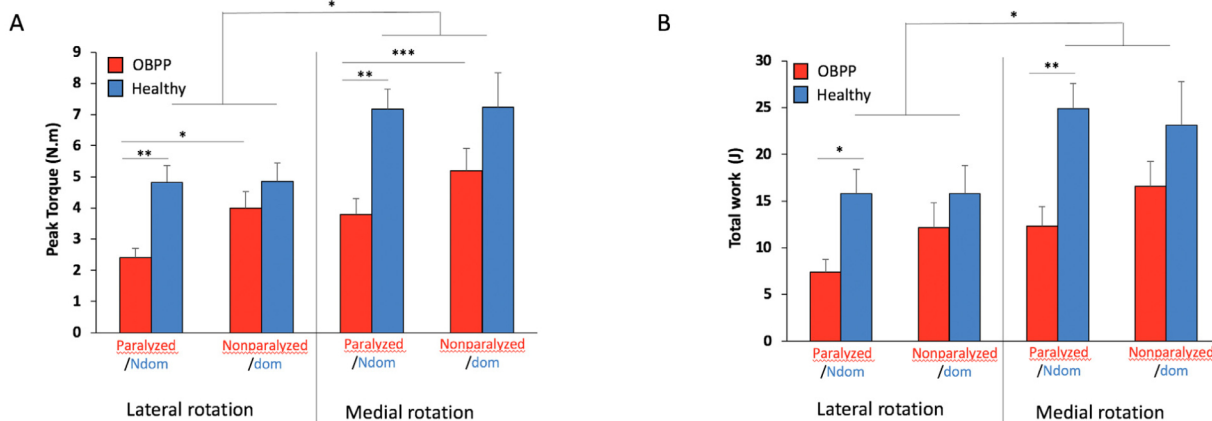 A
*
9
8
7
6
5
4
3
2
1
0
Peak Torque (N.m)
OBPP
Healthy
*
**
***
**
Paralyzed
/Ndom
Nonparalyzed
/dom
Paralyzed
/Ndom
Nonparalyzed
/dom
Lateral rotation
Medial rotation
B
*
30
25
20
15
10
5
0
Total work (J)
OBPP
Healthy
*
**
Paralyzed
/Ndom
Nonparalyzed
/dom
Paralyzed
/Ndom
Nonparalyzed
/dom
Lateral rotation
Medial rotation